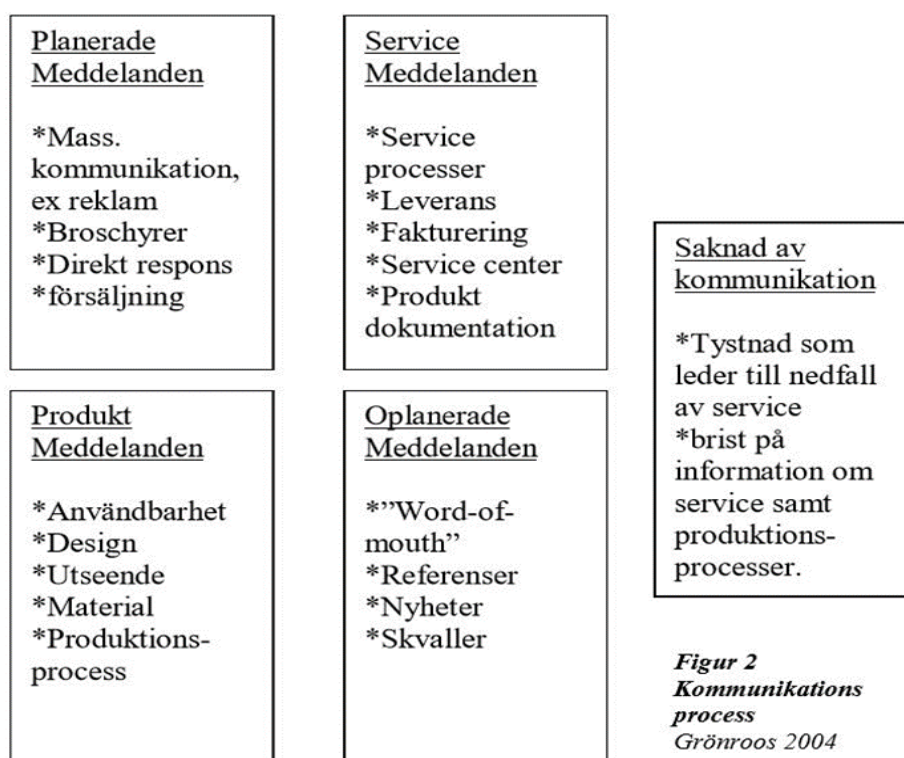 Planerade
Meddelanden
*Mass.
kommunikation,
ex reklam
*Broschyrer
*Direkt respons
*försäljning
Service
Meddelanden
*Service
processer
*Leverans
*Fakturering
*Service center
*Produkt
dokumentation
Produkt
Meddelanden
*Användbarhet
*Design
*Utseende
*Material
*Produktions-
process
Oplanerade
Meddelanden
*”Word-of-
mouth”
*Referenser
*Nyheter
*Skvaller
Saknad av
kommunikation
*Tystnad som
leder till nedfall
av service
*brist på
information om
service samt
produktions-
processer.
Figur 2
Kommunikations
process
Grönroos 2004